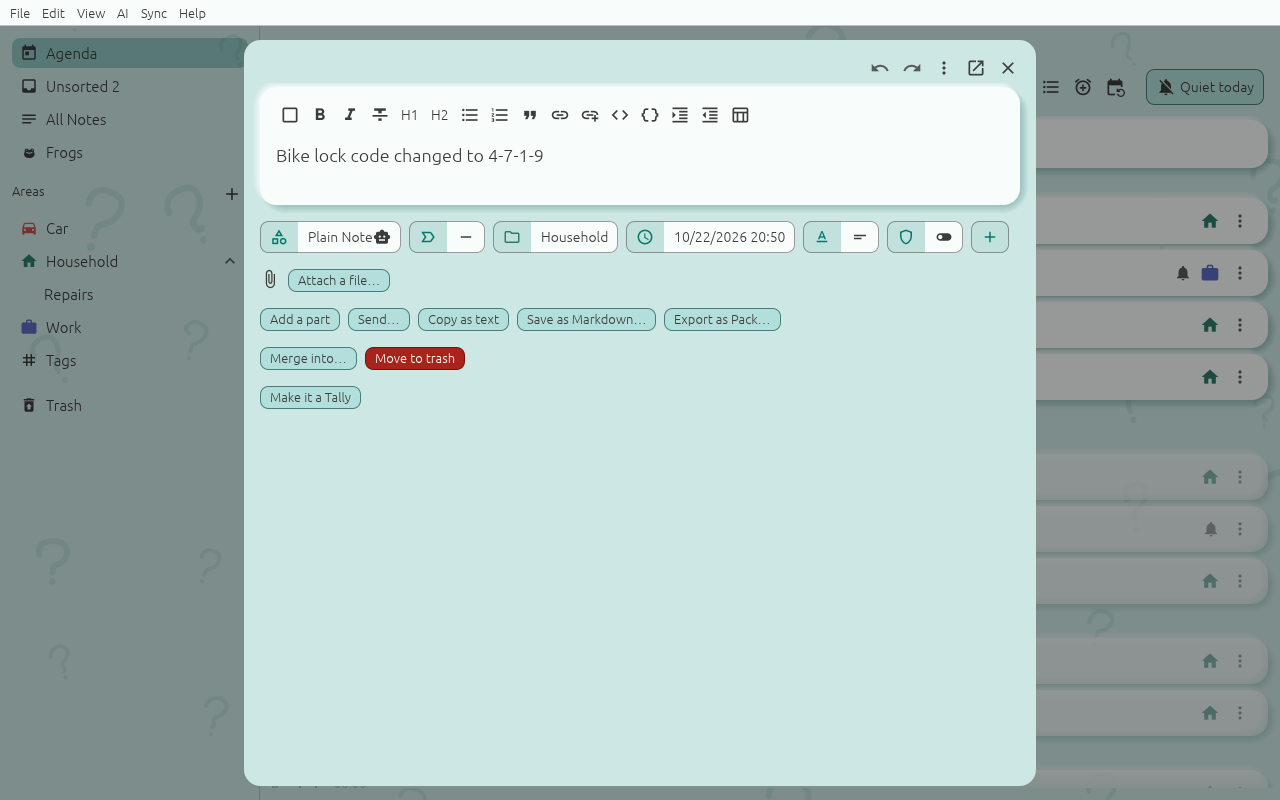 File Edit View AI Sync Help
Agenda
Unsorted 2
All Notes
Frogs
Areas
Car
Household
Repairs
Work
Tags
Trash
Quiet today
H1 H2
Bike lock code changed to 4-7-1-9
Plain Note
Household
10/22/2026 20:50
Attach a file…
Add a part Send… Copy as text Save as Markdown… Export as Pack…
Merge into… Move to trash
Make it a Tally